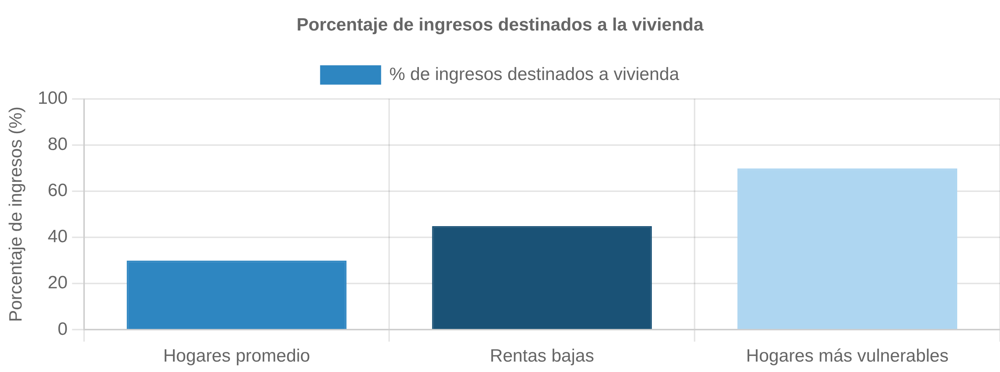 Porcentaje de ingresos destinados a la vivienda
% de ingresos destinados a vivienda
Porcentaje de ingresos (%)
100
80
60
40
20
0
Hogares promedio
Rentas bajas
Hogares más vulnerables